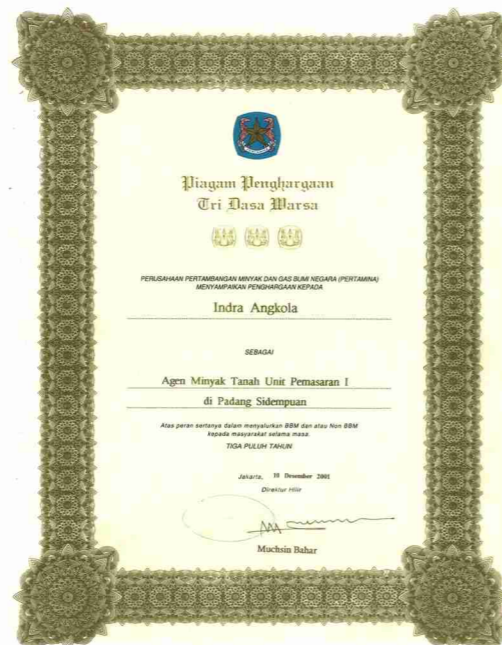 Piagam Penghargaan
Tri Dasa Warsa
PERUSAHAAN PERTAMBANGAN MINYAK DAN GAS BUMI NEGARA (PERTAMINA)
MENYAMPAIKAN PENGHARGAAN KEPADA
Indra Angkola
SEBAGAI
Agen Minyak Tanah Unit Pemasaran I
di Padang Sidempuan
Atas peran sertanya dalam menyalurkan BBM dan atau Non BBM
kepada masyarakat selama masa.
TIGA PULUH TAHUN
Jakarta, 10 Desember 2001
Direktur Hilir
Muchsin Bahar